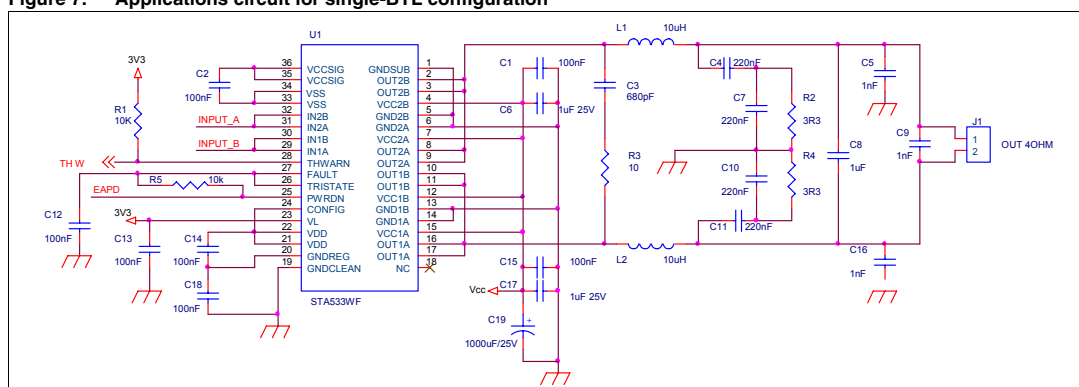 Figure 7. Applications circuit for single-BTL configuration
U1
L1 10uH
3V3
C2
100nF
R1
10K
INPUT_A
INPUT_B
TH W
R5 10k
EAPD
C12
100nF
3V3
C13
100nF
C14
100nF
C18
100nF
36 VCCSIG
35 VCCSIG
34 VSS
33 VSS
32 IN2B
31 IN2A
30 IN1B
29 IN1A
28 THWARN
27 FAULT
26 TRISTATE
25 PWRDN
24 CONFIG
23 VL
22 VDD
21 VDD
20 GNDREG
19 GNDCLEAN
GNDSUB 1
OUT2B 2
OUT2B 3
VCC2B 4
GND2B 5
GND2A 6
VCC2A 7
OUT2A 8
OUT2A 9
OUT1B 10
OUT1B 11
VCC1B 12
GND1B 13
GND1A 14
VCC1A 15
OUT1A 16
OUT1A 17
NC 18
STA533WF
C1 100nF
C6 1uF 25V
C15 100nF
Vcc C17 1uF 25V
C19 +
1000uF/25V
C3
680pF
R3
10
L2 10uH
C4 220nF
C7
220nF
R2
3R3
C10
220nF
R4
3R3
C11 220nF
C8
1uF
C5
1nF
C9
1nF
C16
1nF
J1
1
2
OUT 4OHM